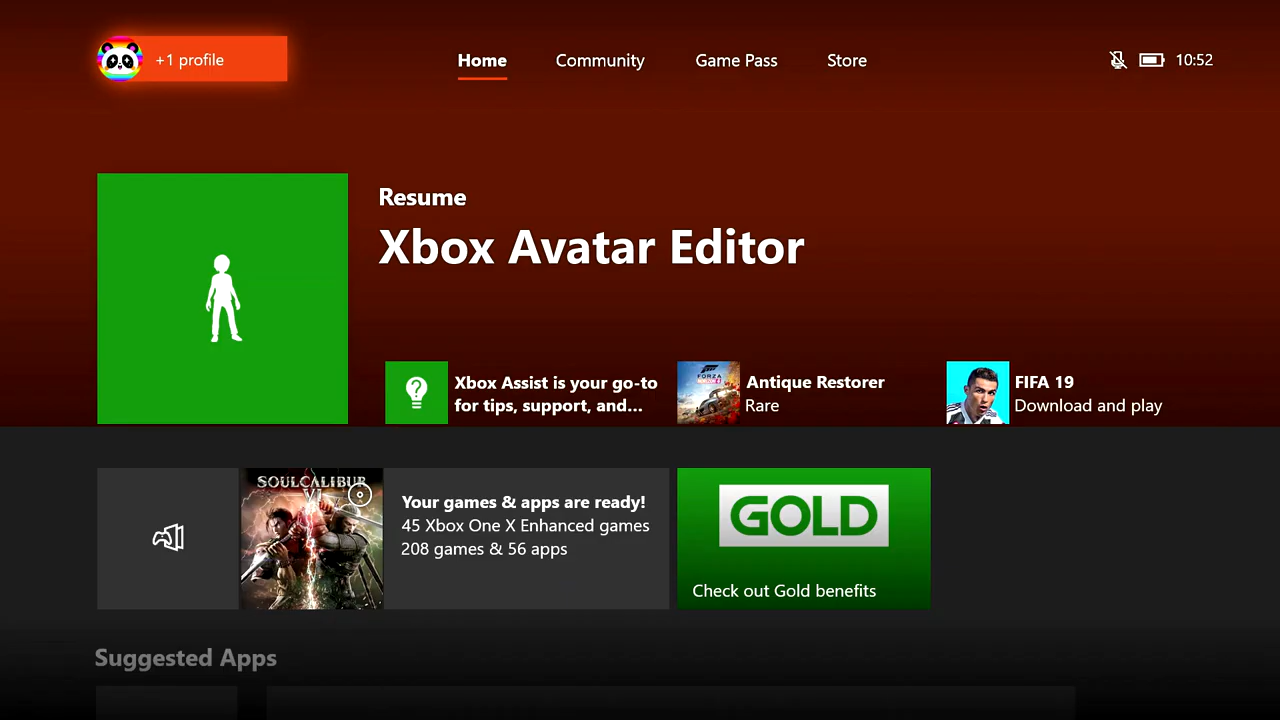 +1 profile
Home
Community
Game Pass
Store
10:52
Resume
Xbox Avatar Editor
Xbox Assist is your go-to
for tips, support, and...
FORZA
Antique Restorer
Rare
FIFA 19
Download and play
SOULCALIBUR
VI
Your games & apps are ready!
45 Xbox One X Enhanced games
208 games & 56 apps
GOLD
Check out Gold benefits
Suggested Apps